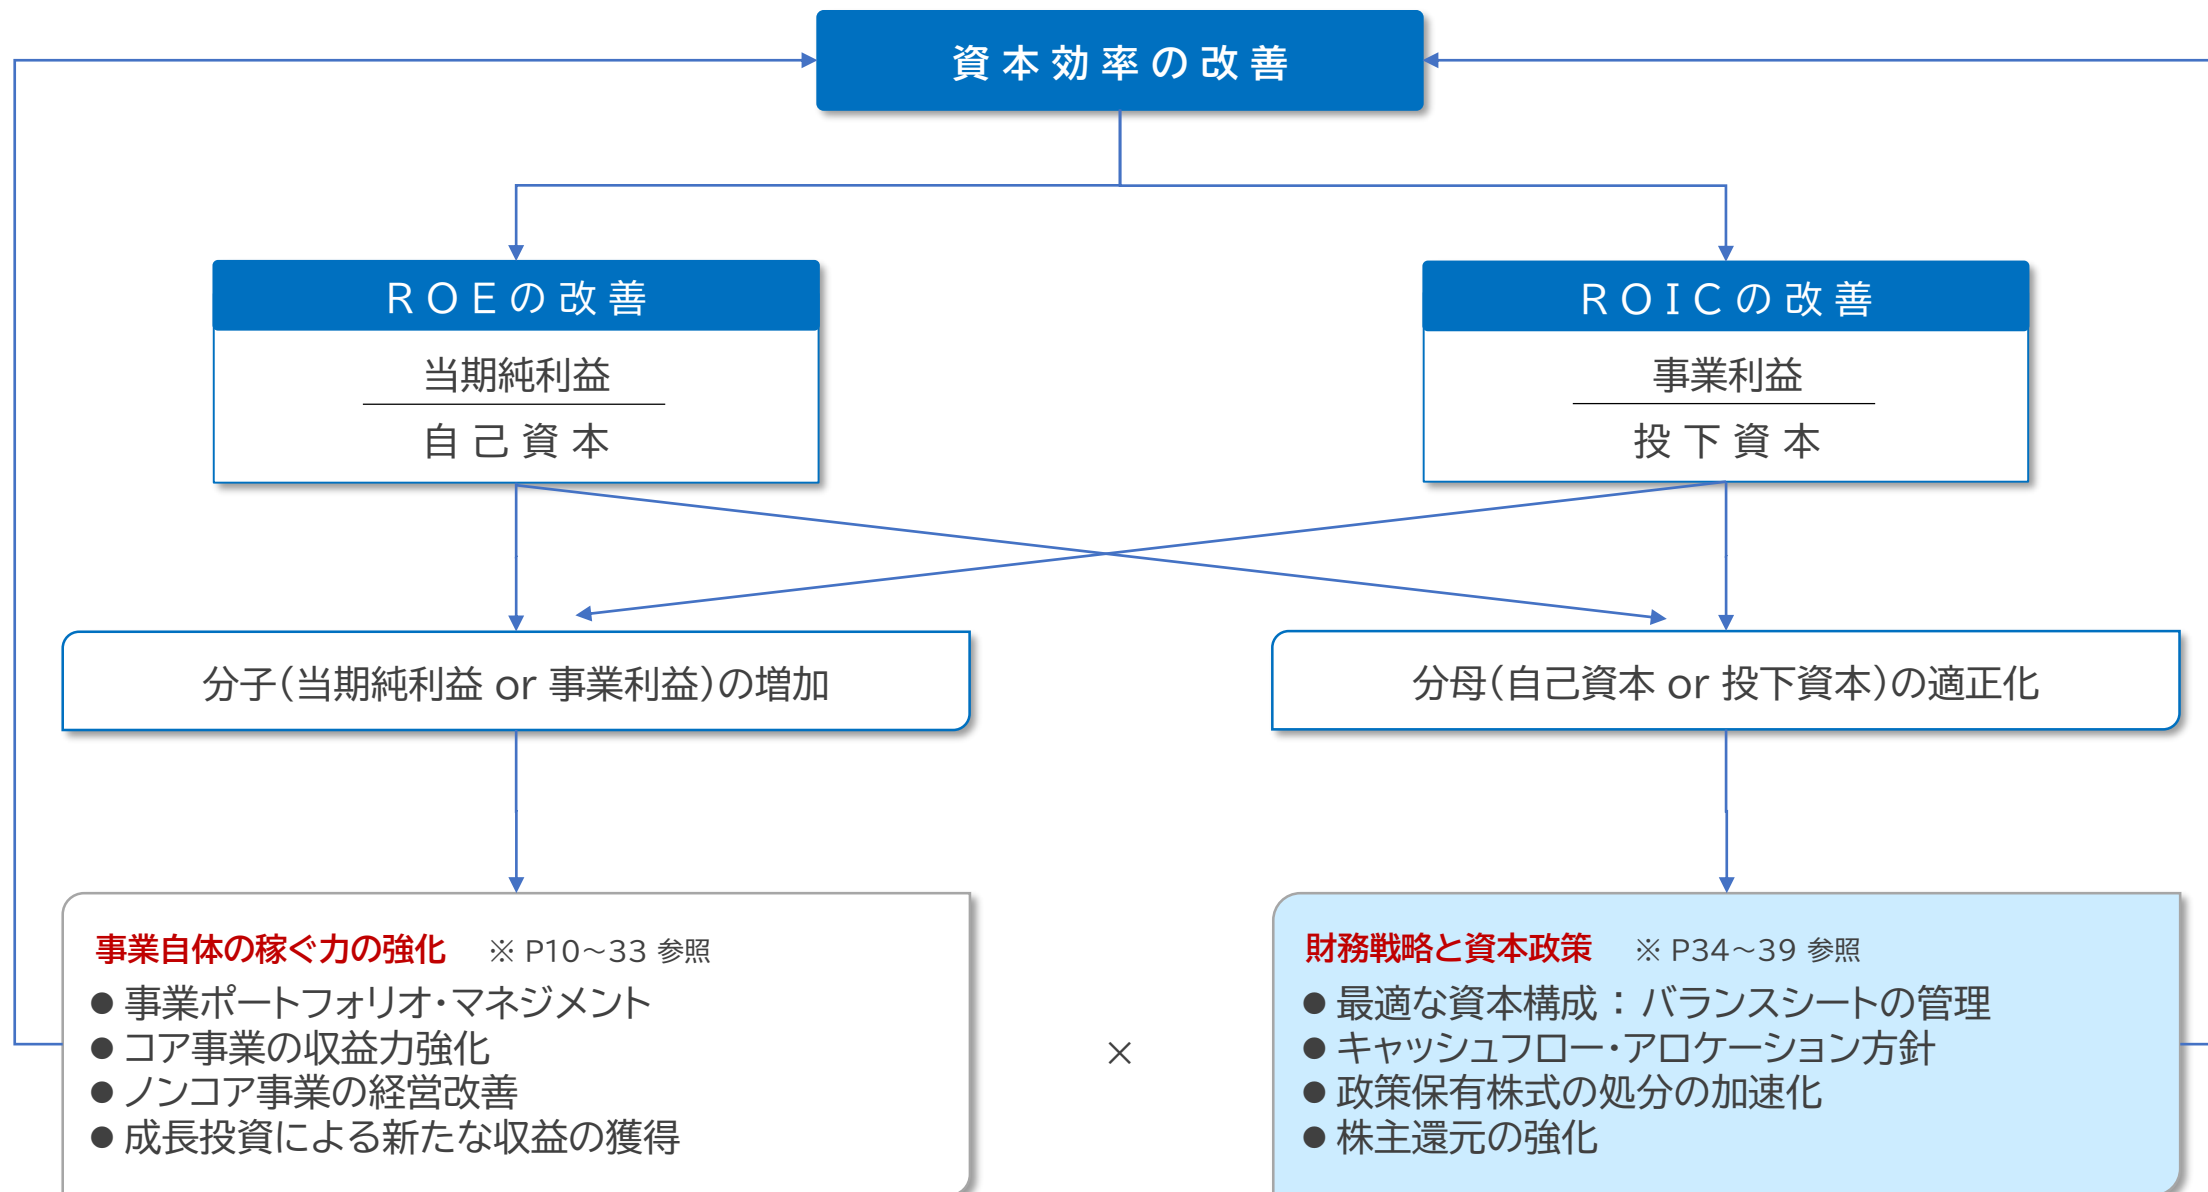 資本効率の改善
ROEの改善
当期純利益
自己資本
ROICの改善
事業利益
投下資本
分子(当期純利益 or 事業利益)の増加
分母(自己資本 or 投下資本)の適正化
事業自体の稼ぐ力の強化 ※ P10～33 参照
● 事業ポートフォリオ・マネジメント
● コア事業の収益力強化
● ノンコア事業の経営改善
● 成長投資による新たな収益の獲得
×
財務戦略と資本政策 ※ P34～39 参照
● 最適な資本構成：バランスシートの管理
● キャッシュフロー・アロケーション方針
● 政策保有株式の処分の加速化
● 株主還元の強化